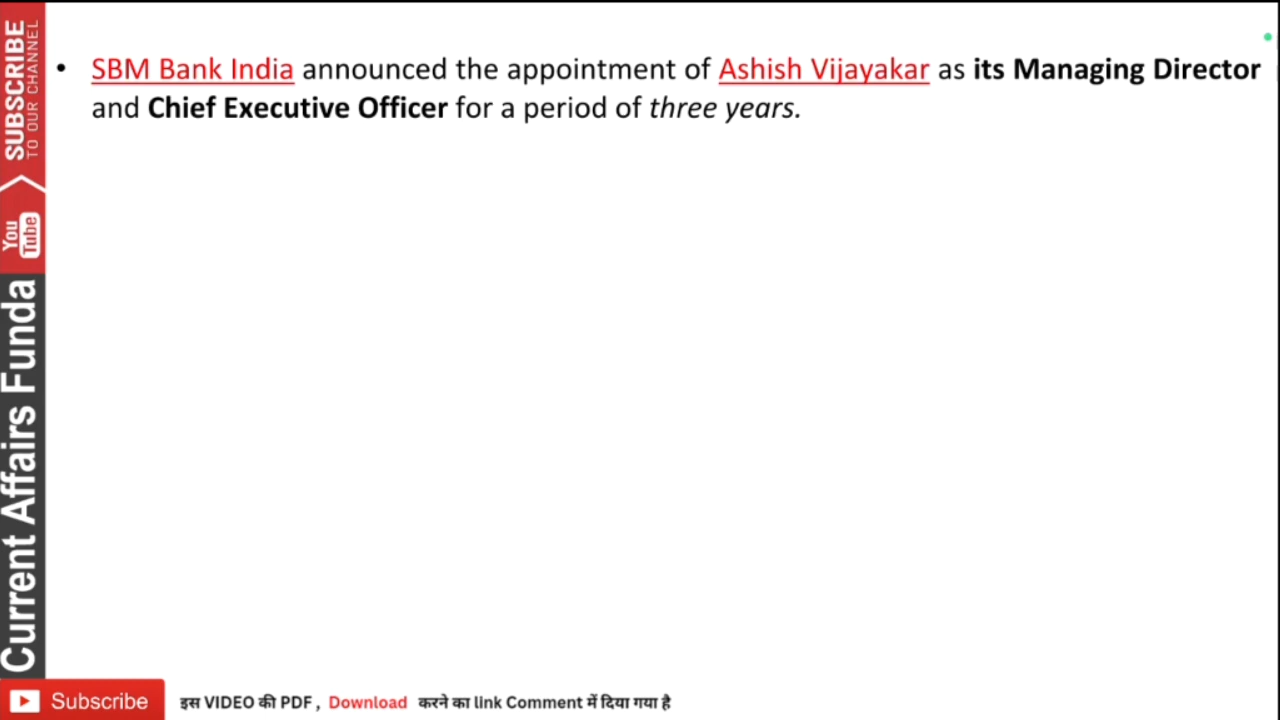 • SBM Bank India announced the appointment of Ashish Vijayakar as its Managing Director
and Chief Executive Officer for a period of three years.
SUBSCRIBE
TO OUR CHANNEL
You
Tube
Current Affairs Funda
Subscribe
इस VIDEO की PDF , Download करने का link Comment में दिया गया है